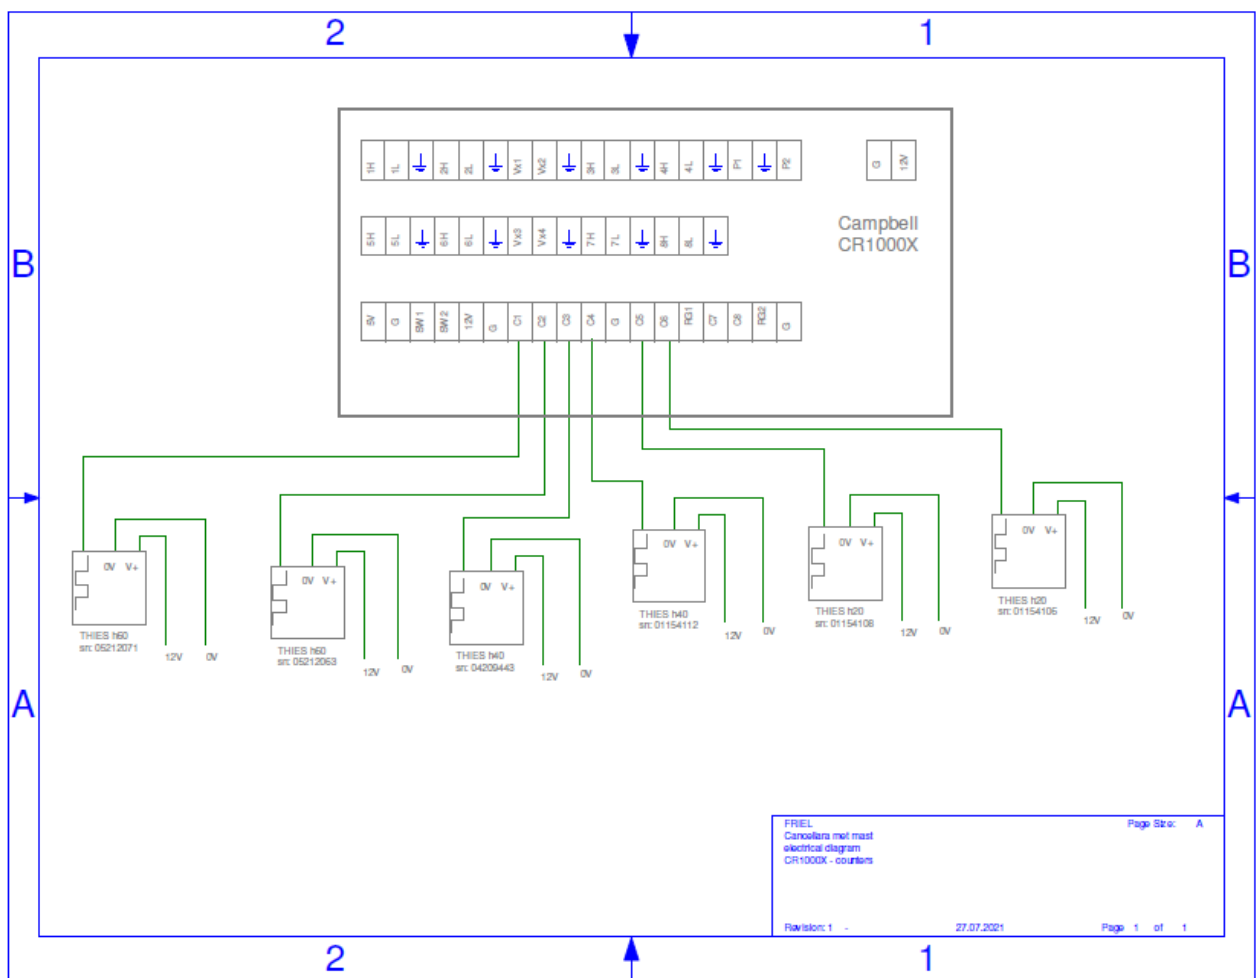 2 1
1H 1L 2H 2L Vx1 Vx2 3H 3L 4H 4L P1 P2 G 12V
Campbell
CR1000X
5H 5L 6H 6L Vx3 Vx4 7H 7L 8H 8L
B B
5V G SW1 SW2 12V G C1 C2 C3 C4 G C5 C6 RG1 C7 C8 RG2 G
0V V+
THIES h60
sn: 05212071
12V 0V
0V V+
THIES h60
sn: 05212063
12V 0V
0V V+
THIES h40
sn: 04209443
12V 0V
0V V+
THIES h40
sn: 01154112
12V 0V
0V V+
THIES h20
sn: 01154108
12V 0V
0V V+
THIES h20
sn: 01154106
12V 0V
A A
FRIEL Page Size: A
Cancellara met mast
electrical diagram
CR1000X - counters
Revision: 1 - 27.07.2021 Page 1 of 1
2 1